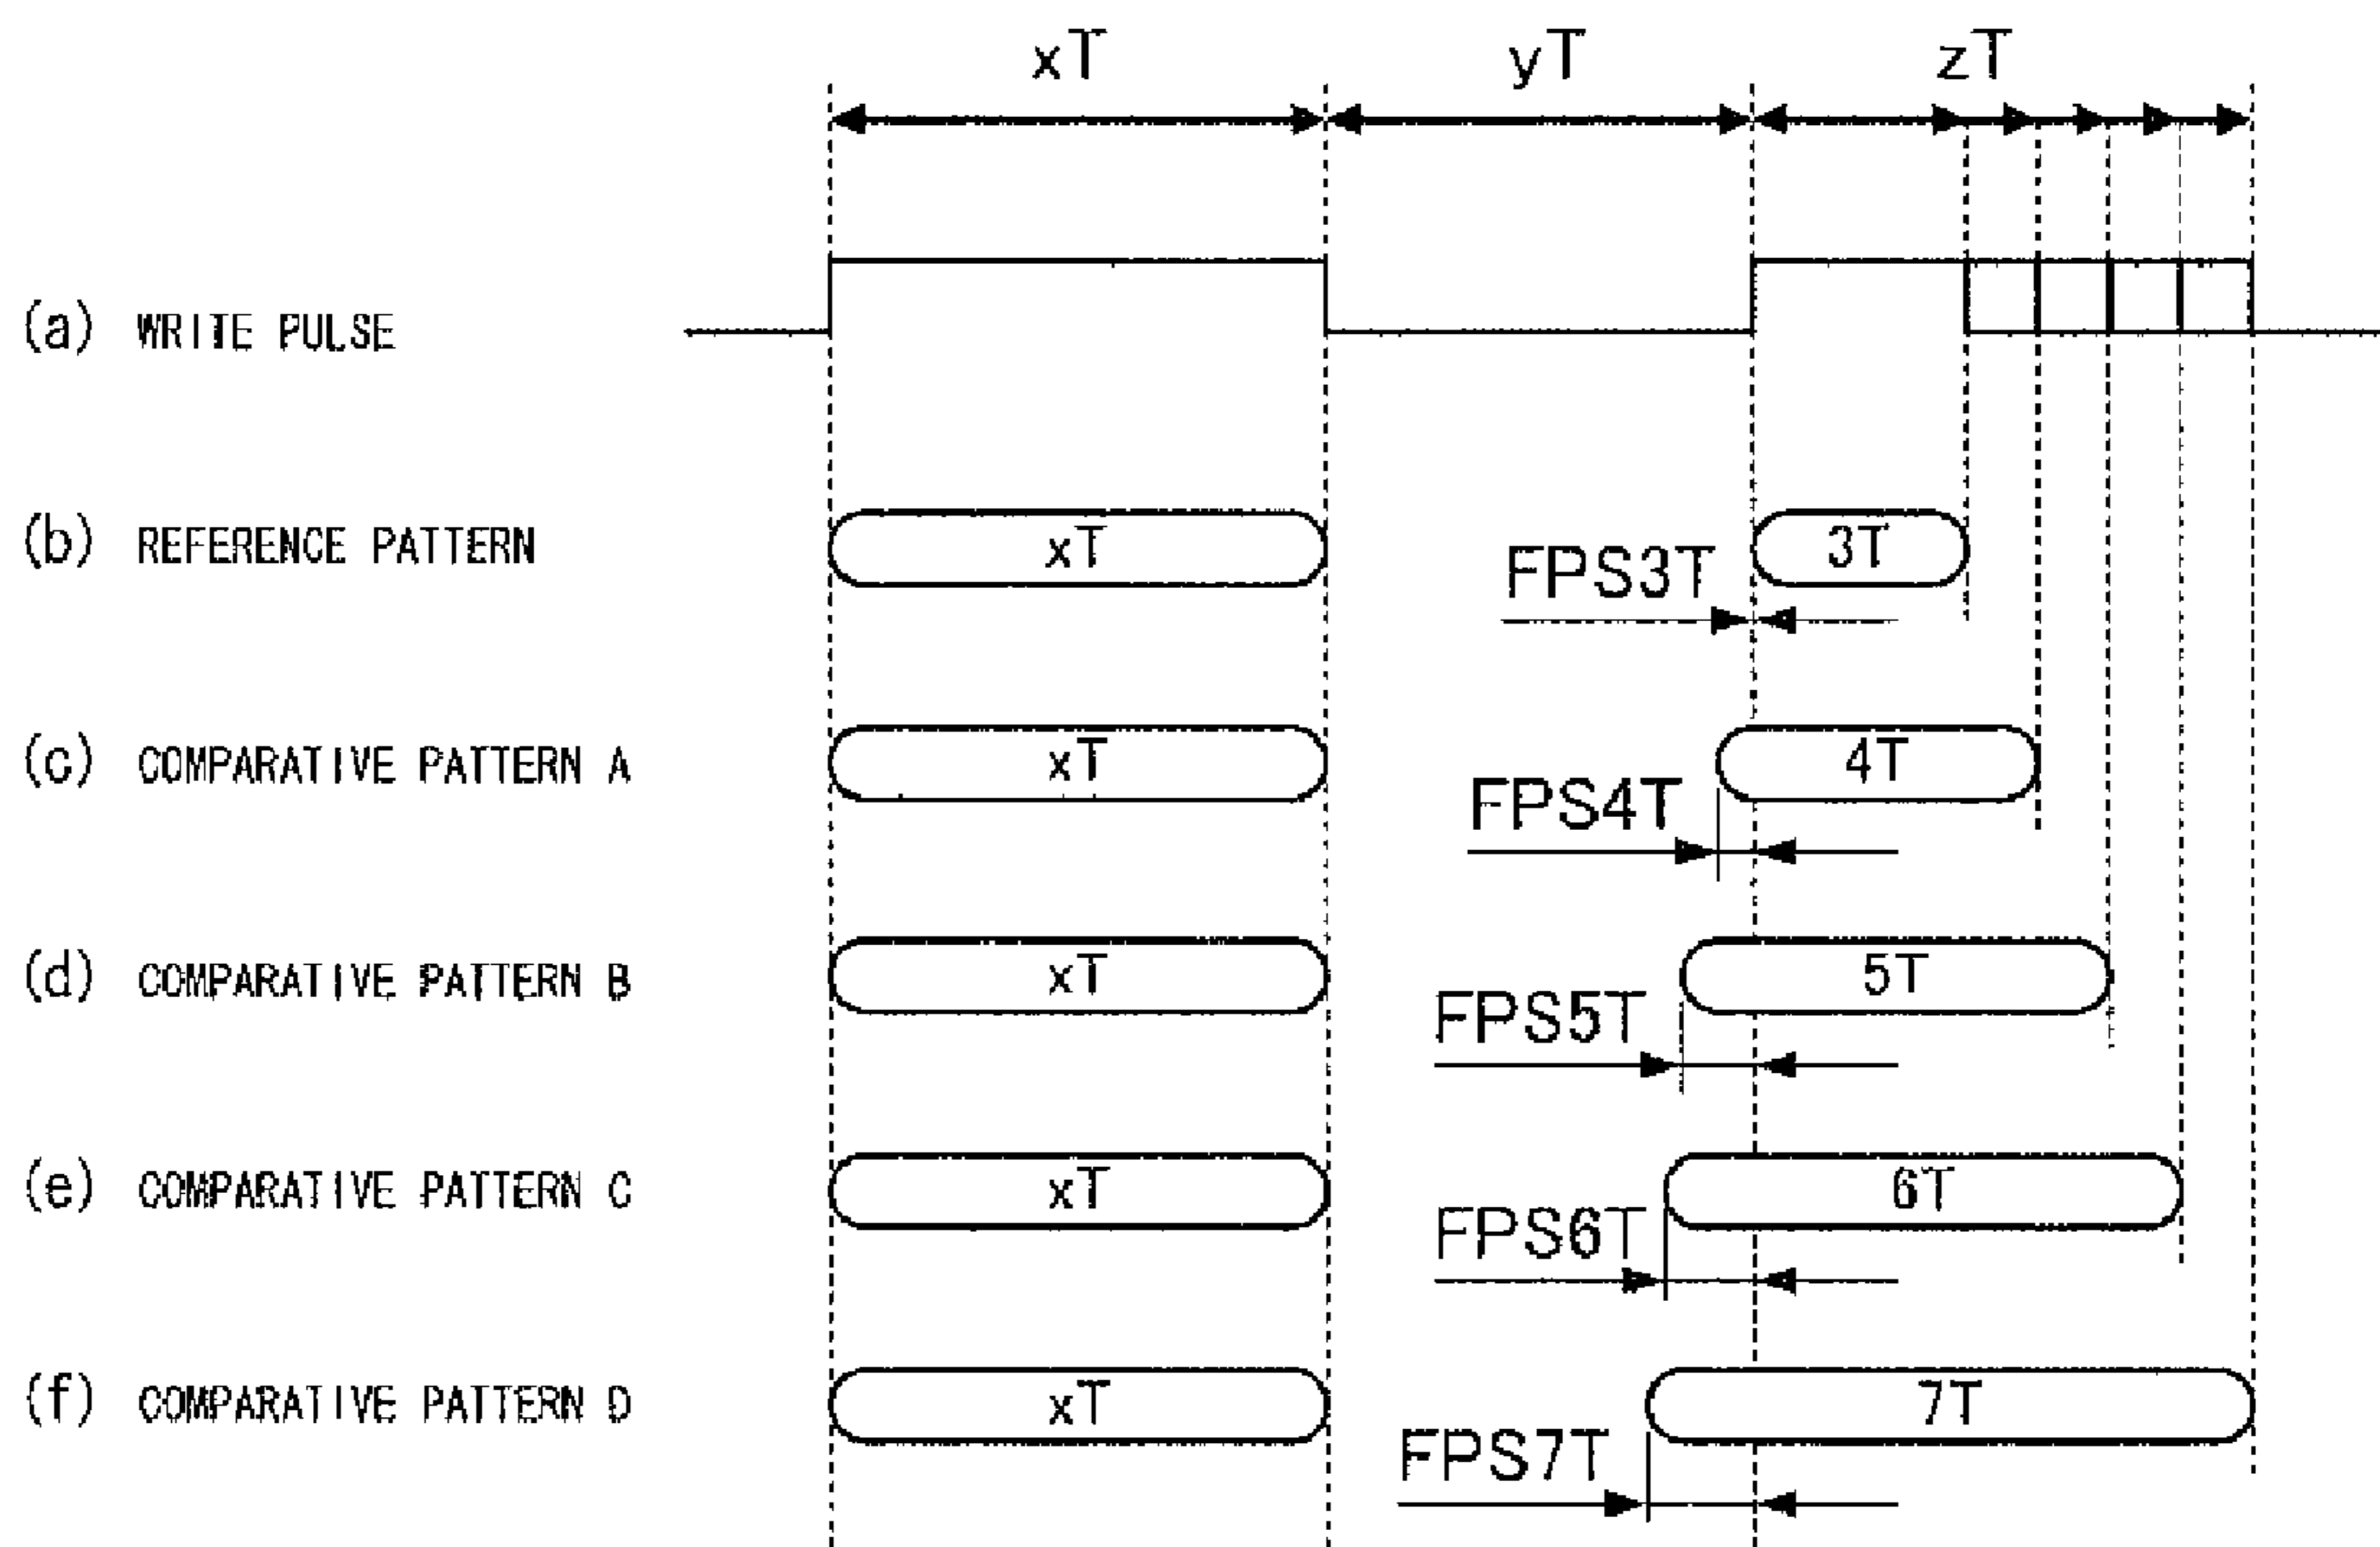 xT yT zT
(a) WRITE PULSE
(b) REFERENCE PATTERN xT 3T
FPS3T
(c) COMPARATIVE PATTERN A xT 4T
FPS4T
(d) COMPARATIVE PATTERN B xT 5T
FPS5T
(e) COMPARATIVE PATTERN C xT 6T
FPS6T
(f) COMPARATIVE PATTERN D xT 7T
FPS7T